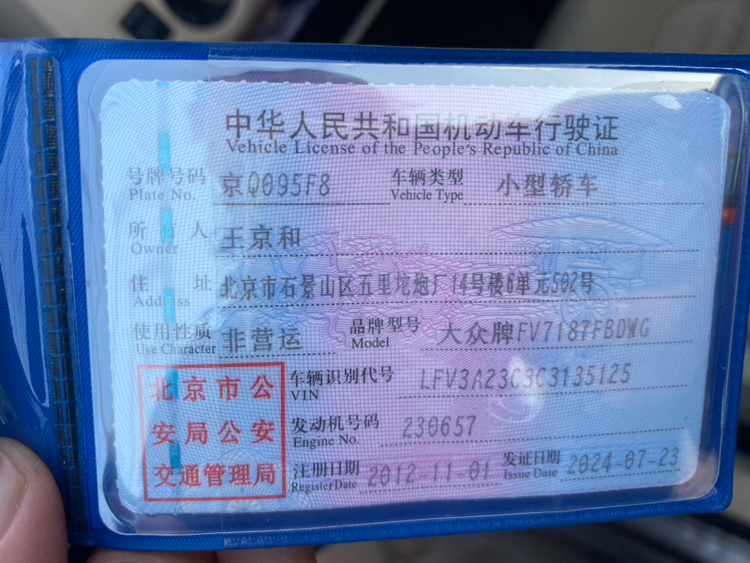 中华人民共和国机动车行驶证
Vehicle License of the People's Republic of China
号牌号码 京Q095F8 车辆类型 小型轿车
Plate No. Vehicle Type
所有人 王京和
Owner
住址 北京市石景山区五里坨炮厂14号楼6单元502号
Address
使用性质 非营运 品牌型号 大众牌FV7187FBDWG
Use Character Model
北京市公 车辆识别代号 LFV3A23C3C3135125
VIN
安局公安 发动机号码 230657
Engine No.
交通管理局 注册日期 2012-11-01 发证日期 2024-07-23
RegisterDate Issue Date